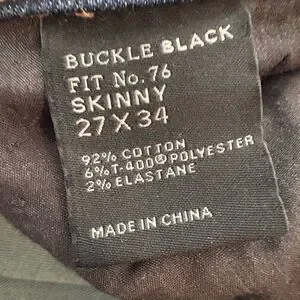 BUCKLE BLACK
FIT No. 76
SKINNY
27 X 34
92% COTTON
6% T-400® POLYESTER
2% ELASTANE
MADE IN CHINA